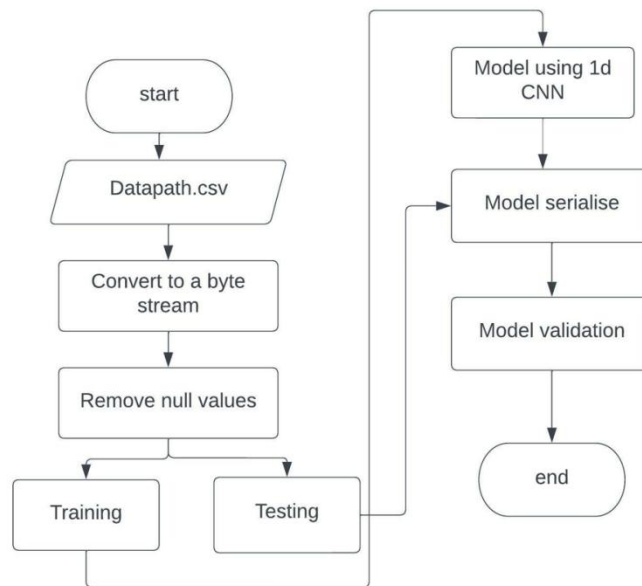 start
Datapath.csv
Convert to a byte
stream
Remove null values
Training
Testing
Model using 1d
CNN
Model serialise
Model validation
end